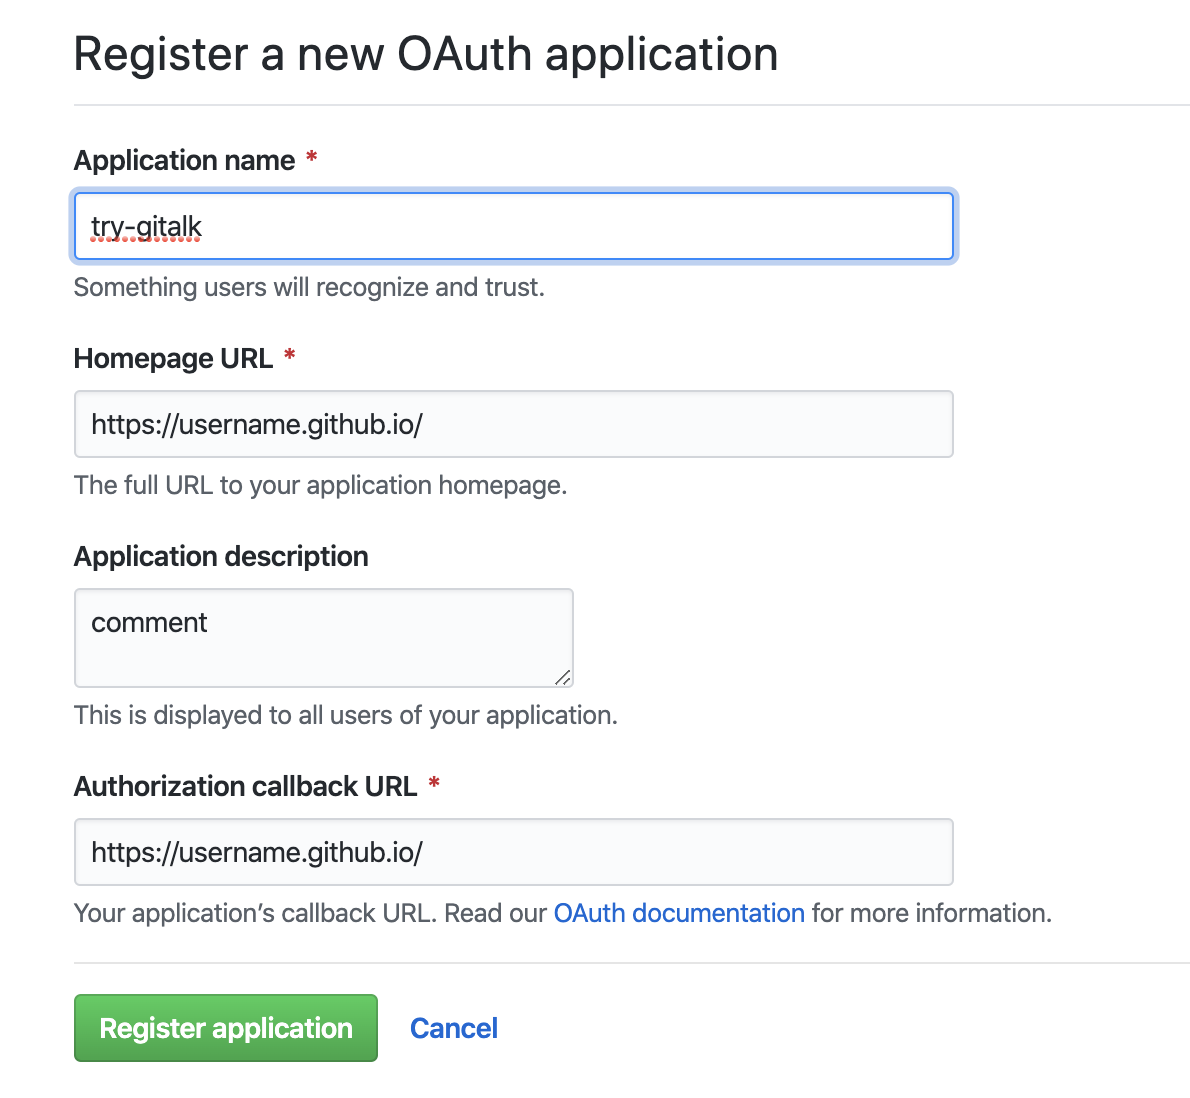 Register a new OAuth application
Application name *
try-gitalk
Something users will recognize and trust.
Homepage URL *
https://username.github.io/
The full URL to your application homepage.
Application description
comment
This is displayed to all users of your application.
Authorization callback URL *
https://username.github.io/
Your application’s callback URL. Read our OAuth documentation for more information.
Register application Cancel